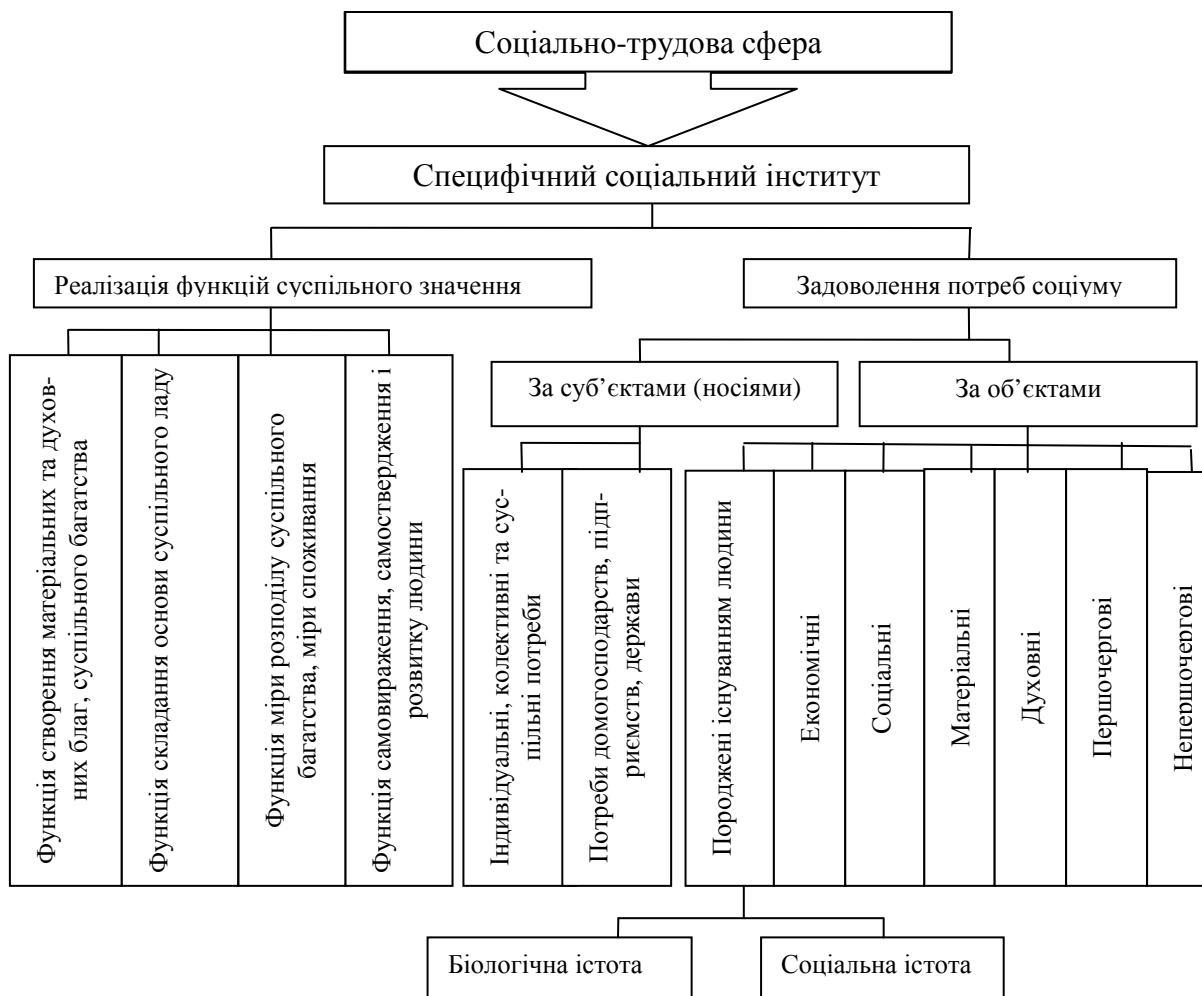 Соціально-трудова сфера
Специфічний соціальний інститут
Реалізація функцій суспільного значення
Задоволення потреб соціуму
За суб’єктами (носіями)
За об’єктами
Функція створення матеріальних та духов-
них благ, суспільного багатства
Функція складання основи суспільного ладу
Функція міри розподілу суспільного
багатства, міри споживання
Функція самовираження, самоствердження і
розвитку людини
Індивідуальні, колективні та сус-
пільні потреби
Потреби домогосподарств, підп-
риємств, держави
Породжені існуванням людини
Економічні
Соціальні
Матеріальні
Духовні
Першочергові
Непершочергові
Біологічна істота
Соціальна істота